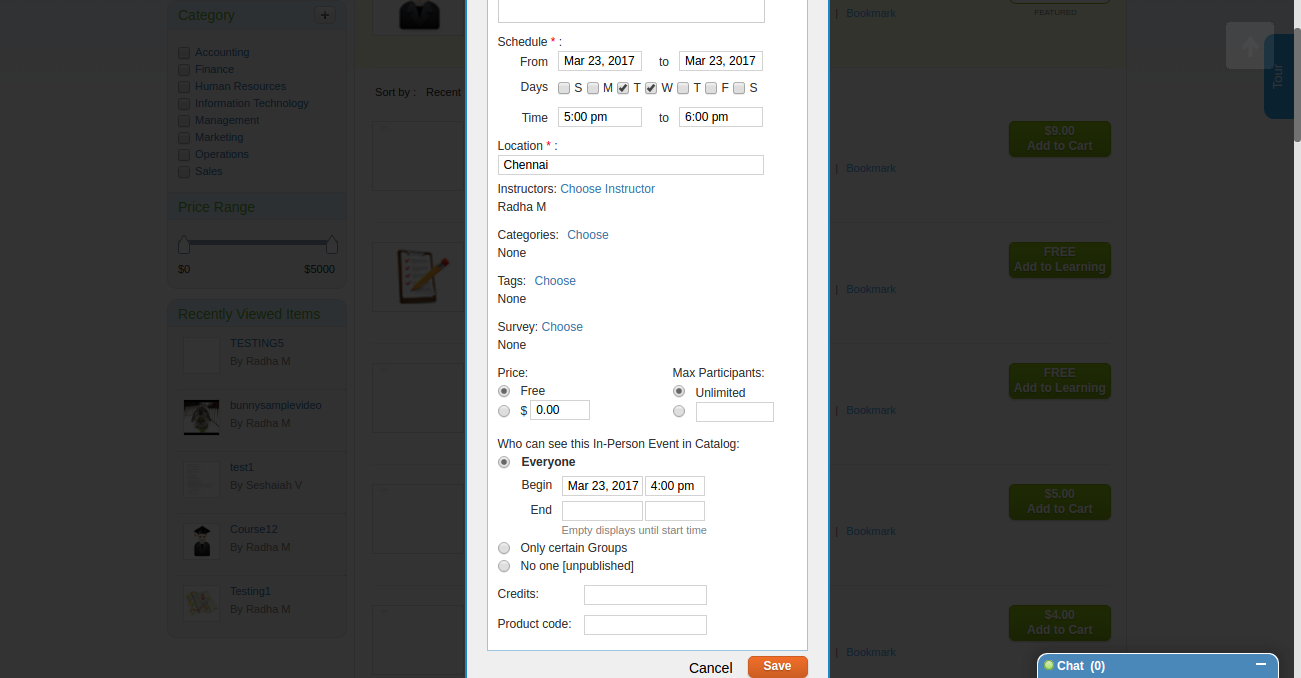 Category +
Accounting
Finance
Human Resources
Information Technology
Management
Marketing
Operations
Sales
Price Range
$0 $5000
Recently Viewed Items
TESTING5
By Radha M
bunnysamplevideo
By Radha M
test1
By Seshaiah V
Course12
By Radha M
Testing1
By Radha M
Sort by : Recent
Schedule * :
From Mar 23, 2017 to Mar 23, 2017
Days S M T W T F S
Time 5:00 pm to 6:00 pm
Location * :
Chennai
Instructors: Choose Instructor
Radha M
Categories: Choose
None
Tags: Choose
None
Survey: Choose
None
Price: Max Participants:
Free Unlimited
$ 0.00
Who can see this In-Person Event in Catalog:
Everyone
Begin Mar 23, 2017 4:00 pm
End
Empty displays until start time
Only certain Groups
No one [unpublished]
Credits:
Product code:
Cancel Save
| Bookmark
FEATURED
Tour
$9.00
Add to Cart
| Bookmark
FREE
Add to Learning
| Bookmark
FREE
Add to Learning
| Bookmark
$5.00
Add to Cart
| Bookmark
$4.00
Add to Cart
| Bookmark
Chat (0) –